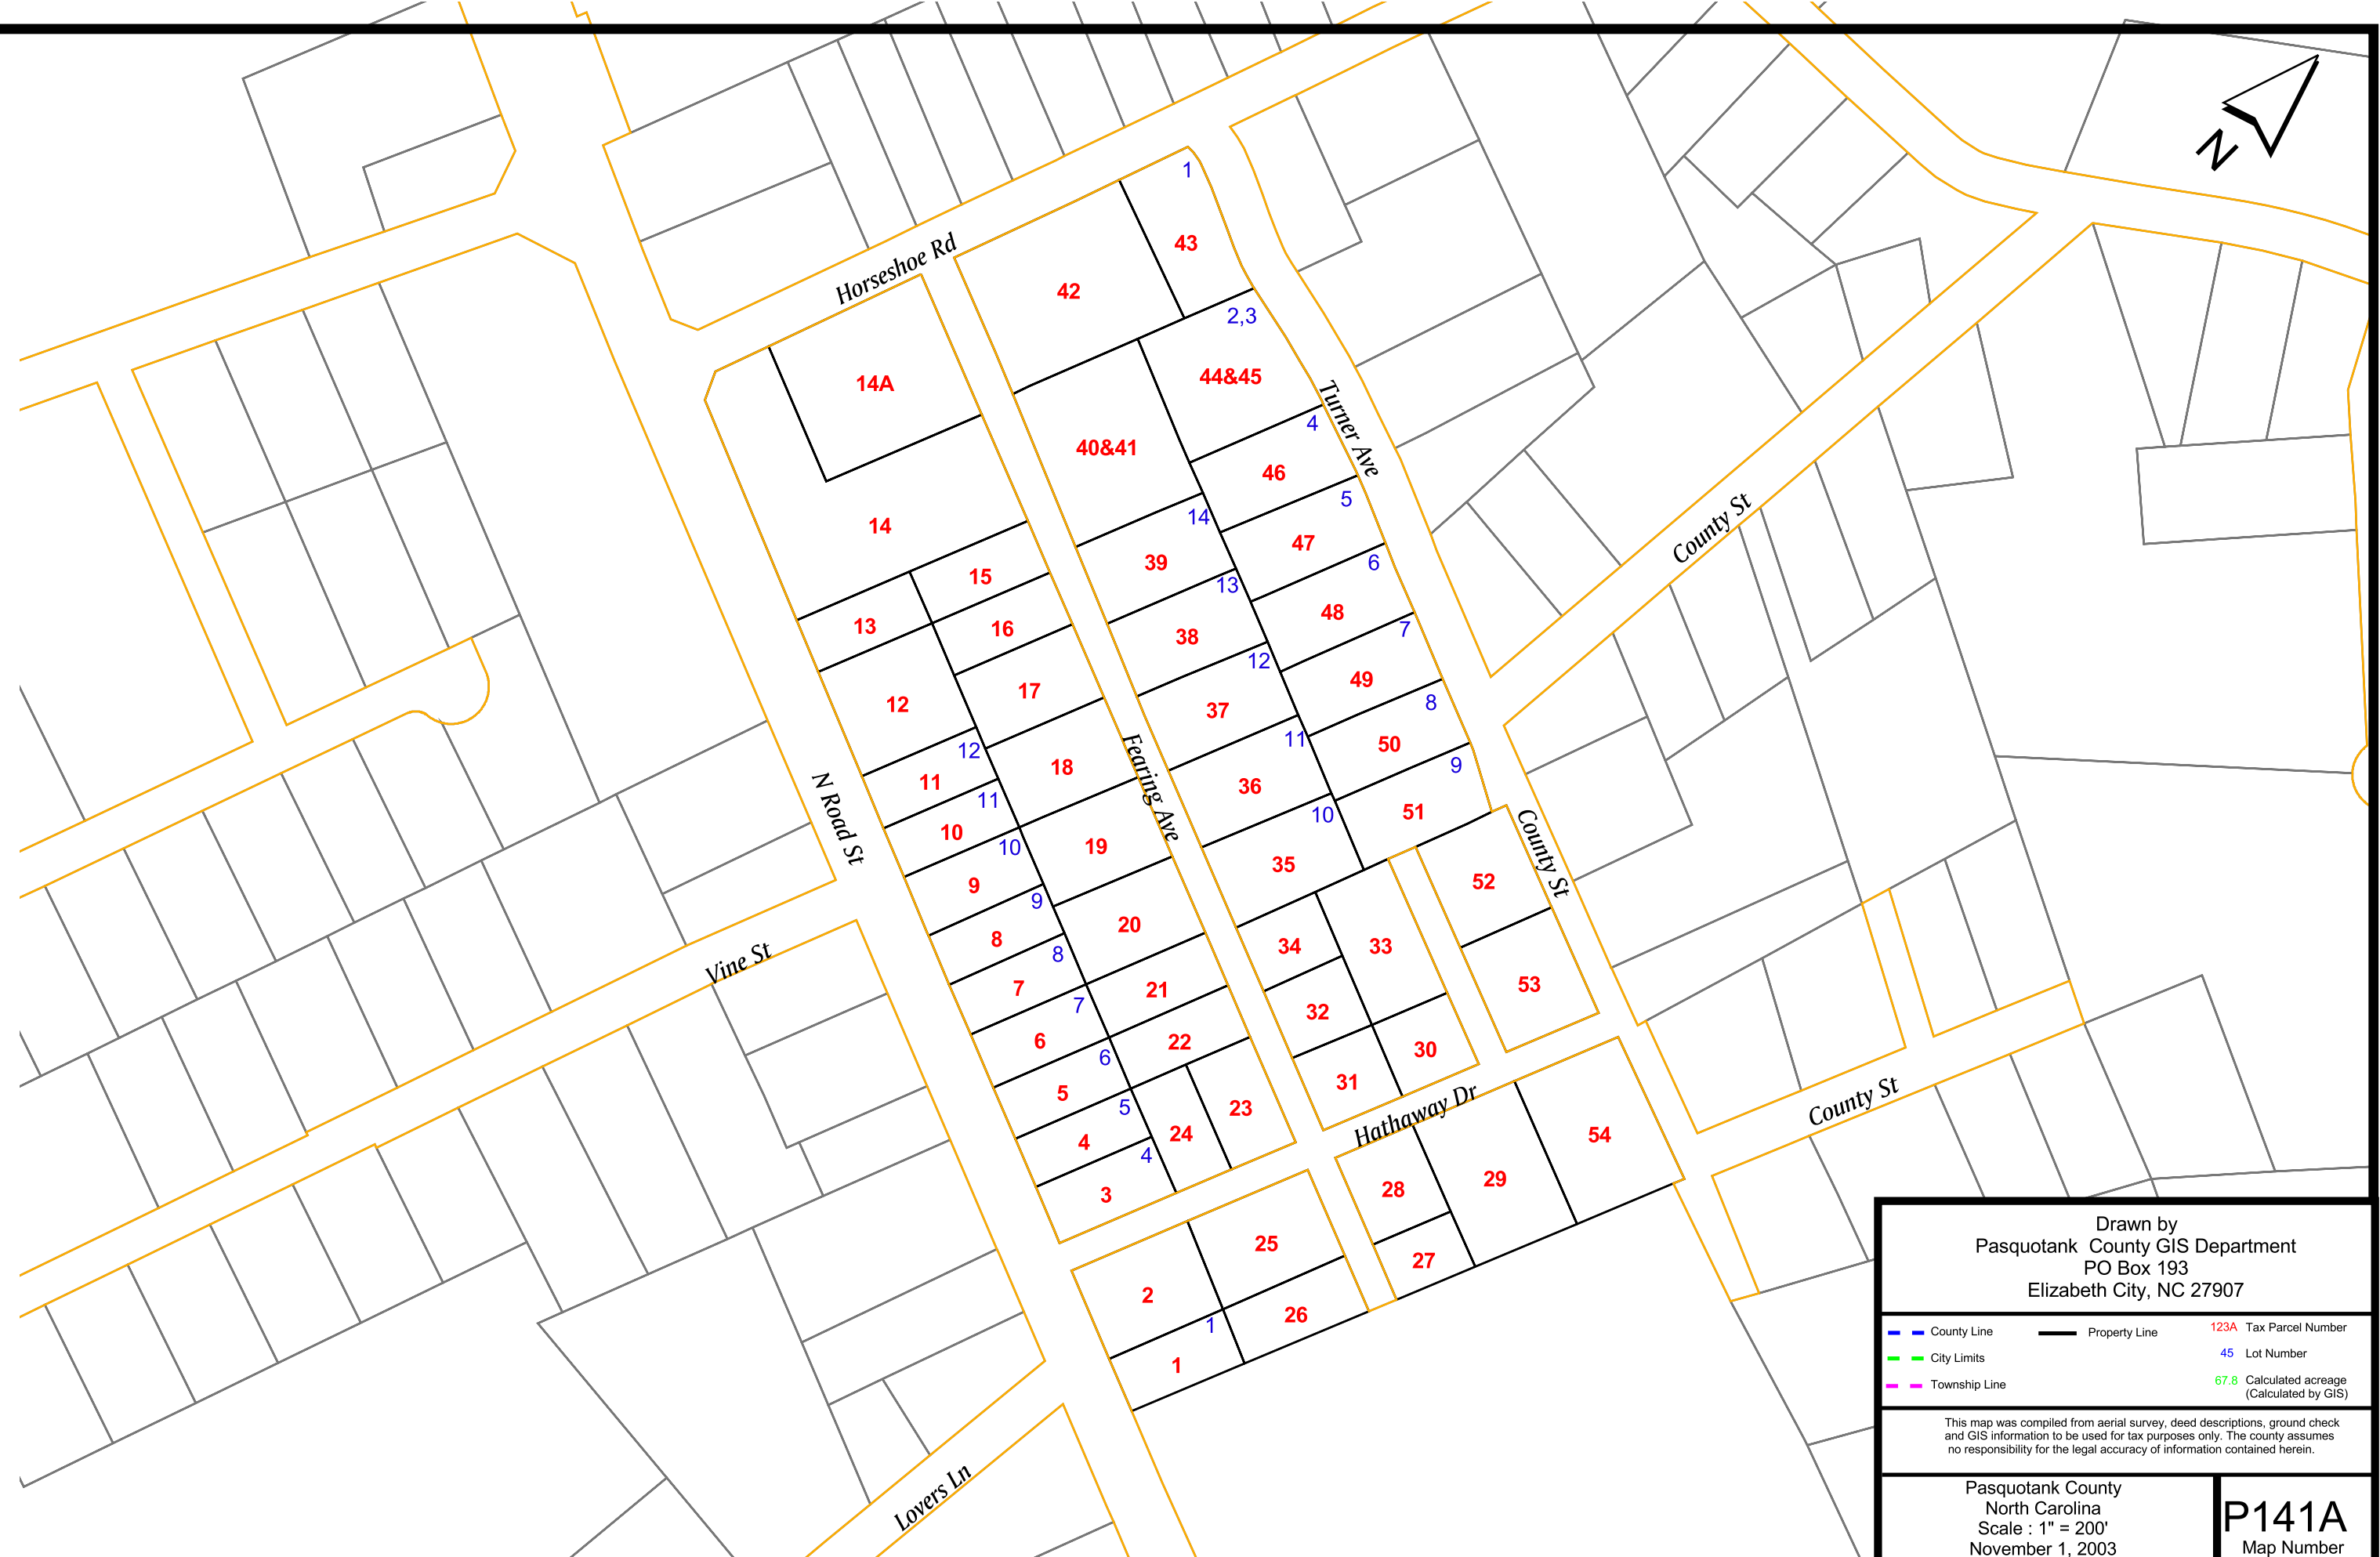 N
1
43
Horseshoe Rd
42
2,3
44&45
14A
Turner Ave
4
40&41
46
5
14
14
47
County St
39
6
13
15
48
13
16
38
7
12
49
12
17
37
8
11
50
12
11
18
Fearing Ave
36
9
N Road St
11
10
51
10
County St
10
19
35
52
9
9
20
34
33
8
8
Vine St
7
21
32
53
7
6
22
30
6
5
31
Hathaway Dr
County St
5
23
4
24
54
4
3
28
29
25
27
2
26
1
1
Lovers Ln
Drawn by
Pasquotank County GIS Department
PO Box 193
Elizabeth City, NC 27907
County Line
Property Line
123A Tax Parcel Number
City Limits
45 Lot Number
Township Line
67.8 Calculated acreage
(Calculated by GIS)
This map was compiled from aerial survey, deed descriptions, ground check
and GIS information to be used for tax purposes only. The county assumes
no responsibility for the legal accuracy of information contained herein.
Pasquotank County
North Carolina
Scale : 1" = 200'
November 1, 2003
P141A
Map Number